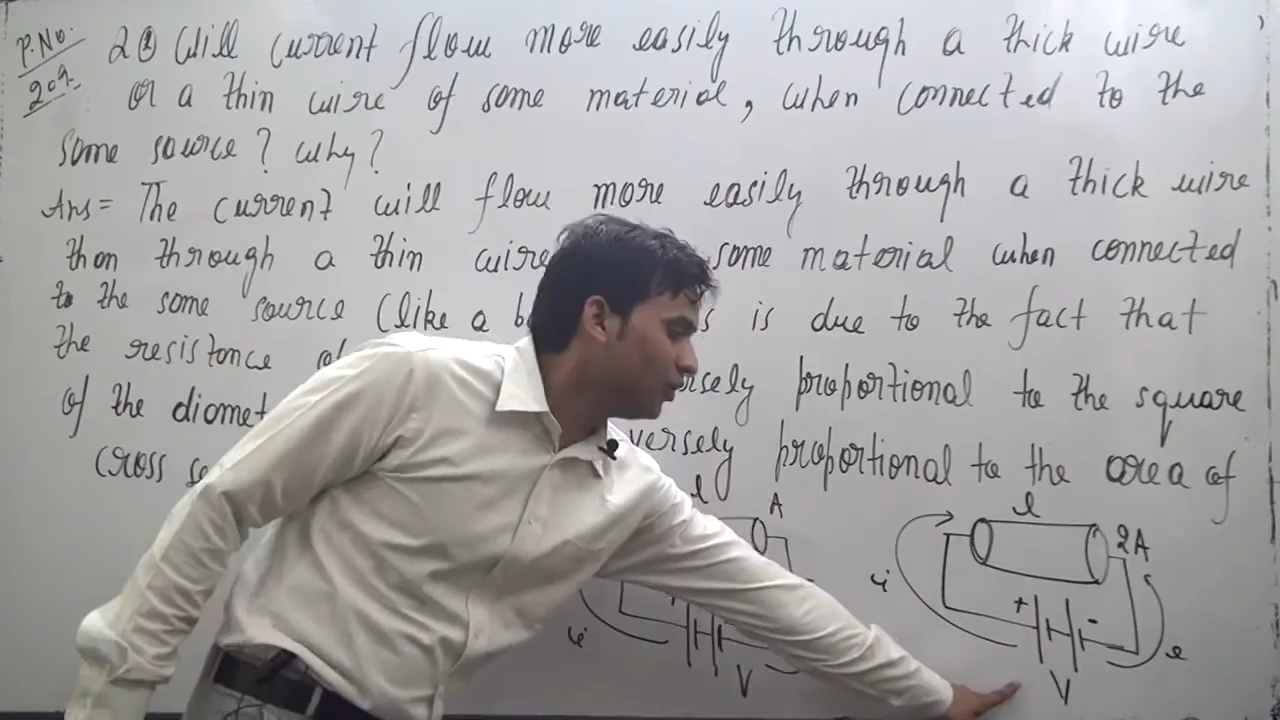 P.No. 209.
2 Q Will current flow more easily through a thick wire
or a thin wire of same material, when connected to the
same source? Why?
Ans = The current will flow more easily through a thick wire
than through a thin wire same material when connected
to the same source (like a is due to the fact that
the resistance
of the proportional to the square
cross inversely proportional to the area of
l A
l 2A
i + V
i + - e
V